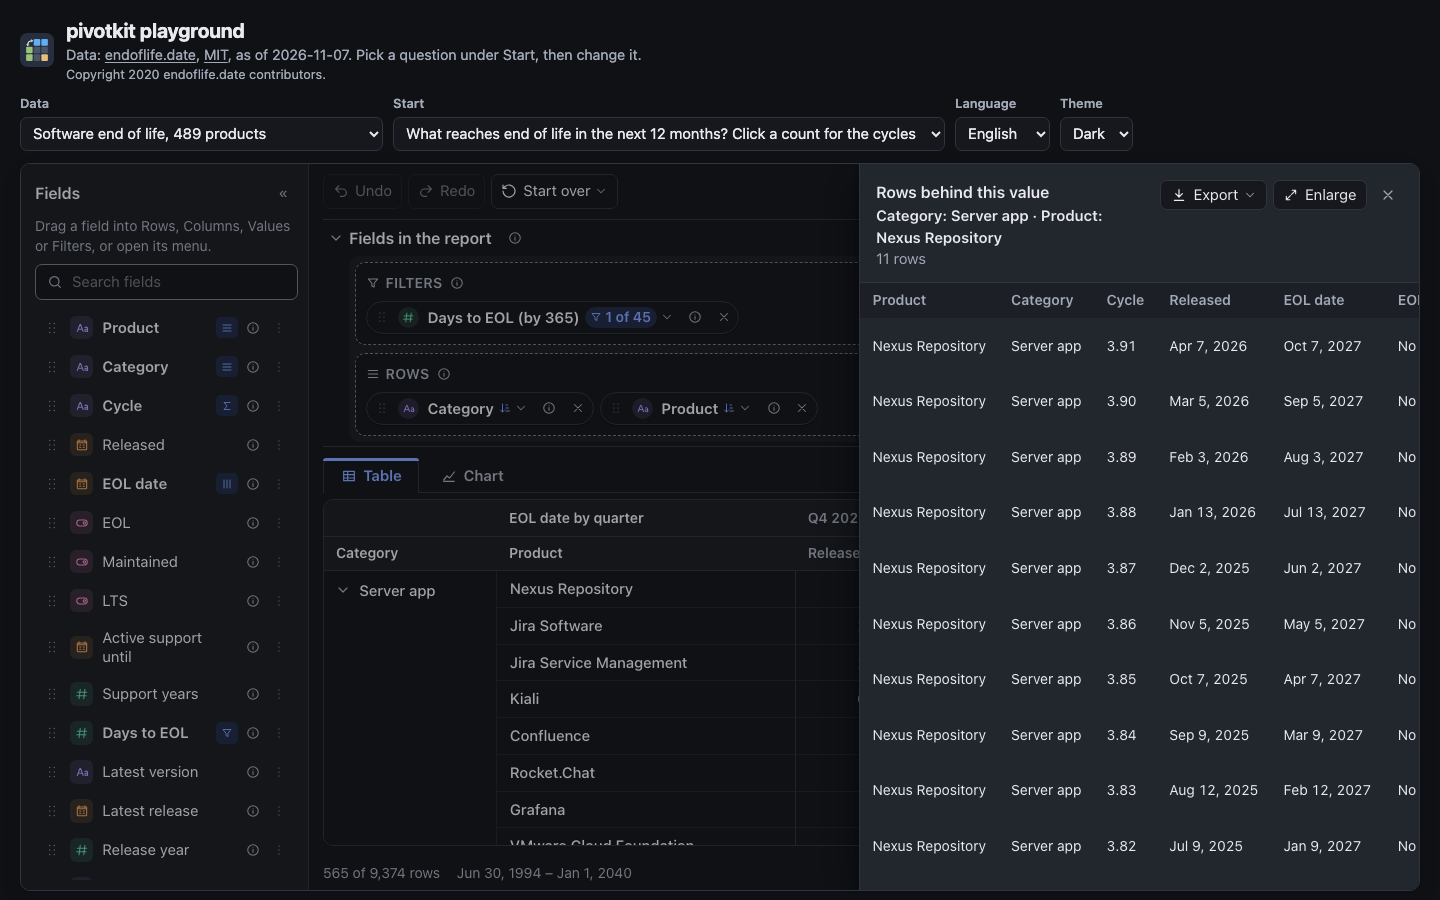 pivotkit playground
Data: endoflife.date, MIT, as of 2026-11-07. Pick a question under Start, then change it.
Copyright 2020 endoflife.date contributors.
Data
Start
Language
Theme
Software end of life, 489 products
What reaches end of life in the next 12 months? Click a count for the cycles
English
Dark
Fields
«
Drag a field into Rows, Columns, Values
or Filters, or open its menu.
Search fields
Aa Product
Aa Category
Aa Cycle Σ
Released
EOL date
EOL
Maintained
LTS
Active support
until
# Support years
# Days to EOL
Aa Latest version
Latest release
# Release year
Undo
Redo
Start over
Fields in the report
FILTERS
# Days to EOL (by 365) 1 of 45
ROWS
Aa Category
Aa Product
Table
Chart
EOL date by quarter
Q4 202
Category
Product
Release
Server app
Nexus Repository
Jira Software
Jira Service Management
Kiali
Confluence
Rocket.Chat
Grafana
VMware Cloud Foundation
565 of 9,374 rows
Jun 30, 1994 – Jan 1, 2040
Rows behind this value
Category: Server app · Product:
Nexus Repository
11 rows
Export
Enlarge
Product Category Cycle Released EOL date EO
Nexus Repository Server app 3.91 Apr 7, 2026 Oct 7, 2027 No
Nexus Repository Server app 3.90 Mar 5, 2026 Sep 5, 2027 No
Nexus Repository Server app 3.89 Feb 3, 2026 Aug 3, 2027 No
Nexus Repository Server app 3.88 Jan 13, 2026 Jul 13, 2027 No
Nexus Repository Server app 3.87 Dec 2, 2025 Jun 2, 2027 No
Nexus Repository Server app 3.86 Nov 5, 2025 May 5, 2027 No
Nexus Repository Server app 3.85 Oct 7, 2025 Apr 7, 2027 No
Nexus Repository Server app 3.84 Sep 9, 2025 Mar 9, 2027 No
Nexus Repository Server app 3.83 Aug 12, 2025 Feb 12, 2027 No
Nexus Repository Server app 3.82 Jul 9, 2025 Jan 9, 2027 No